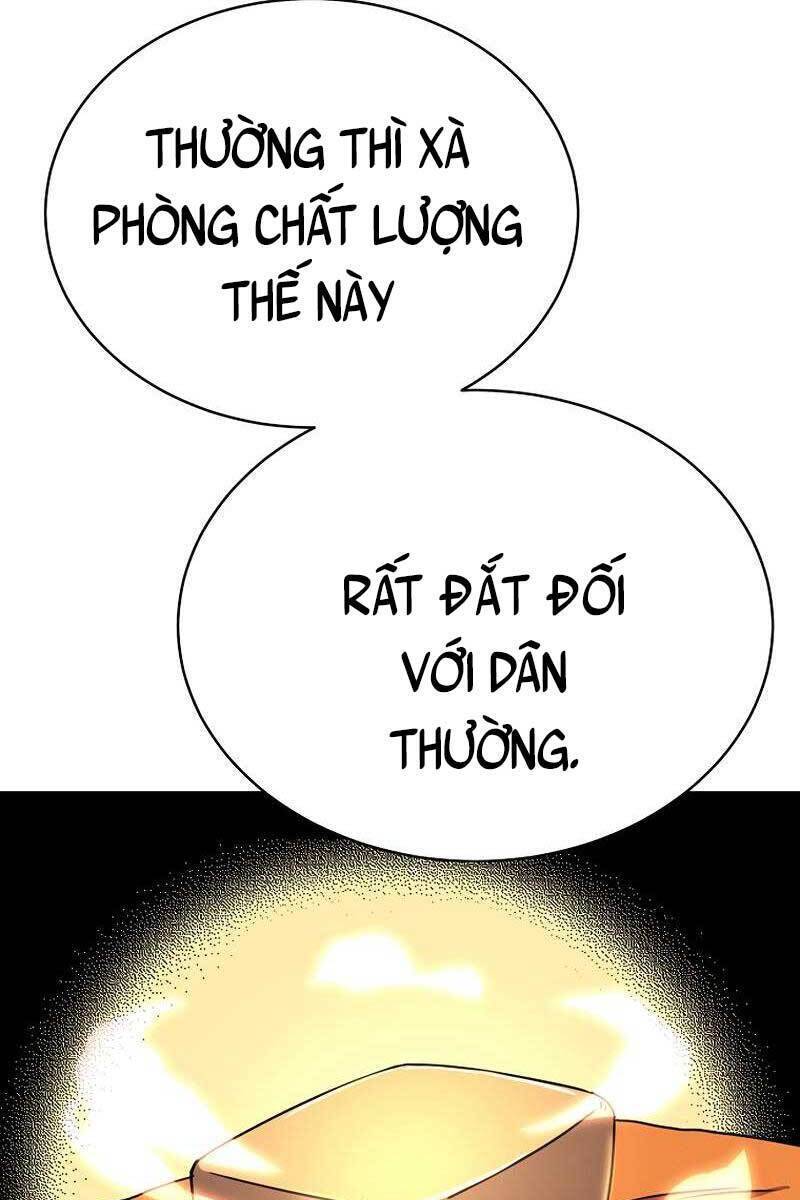 THƯỜNG THÌ XÀ
PHÒNG CHẤT LƯỢNG
THẾ NÀY
RẤT ĐẮT ĐỐI
VỚI DÂN
THƯỜNG.